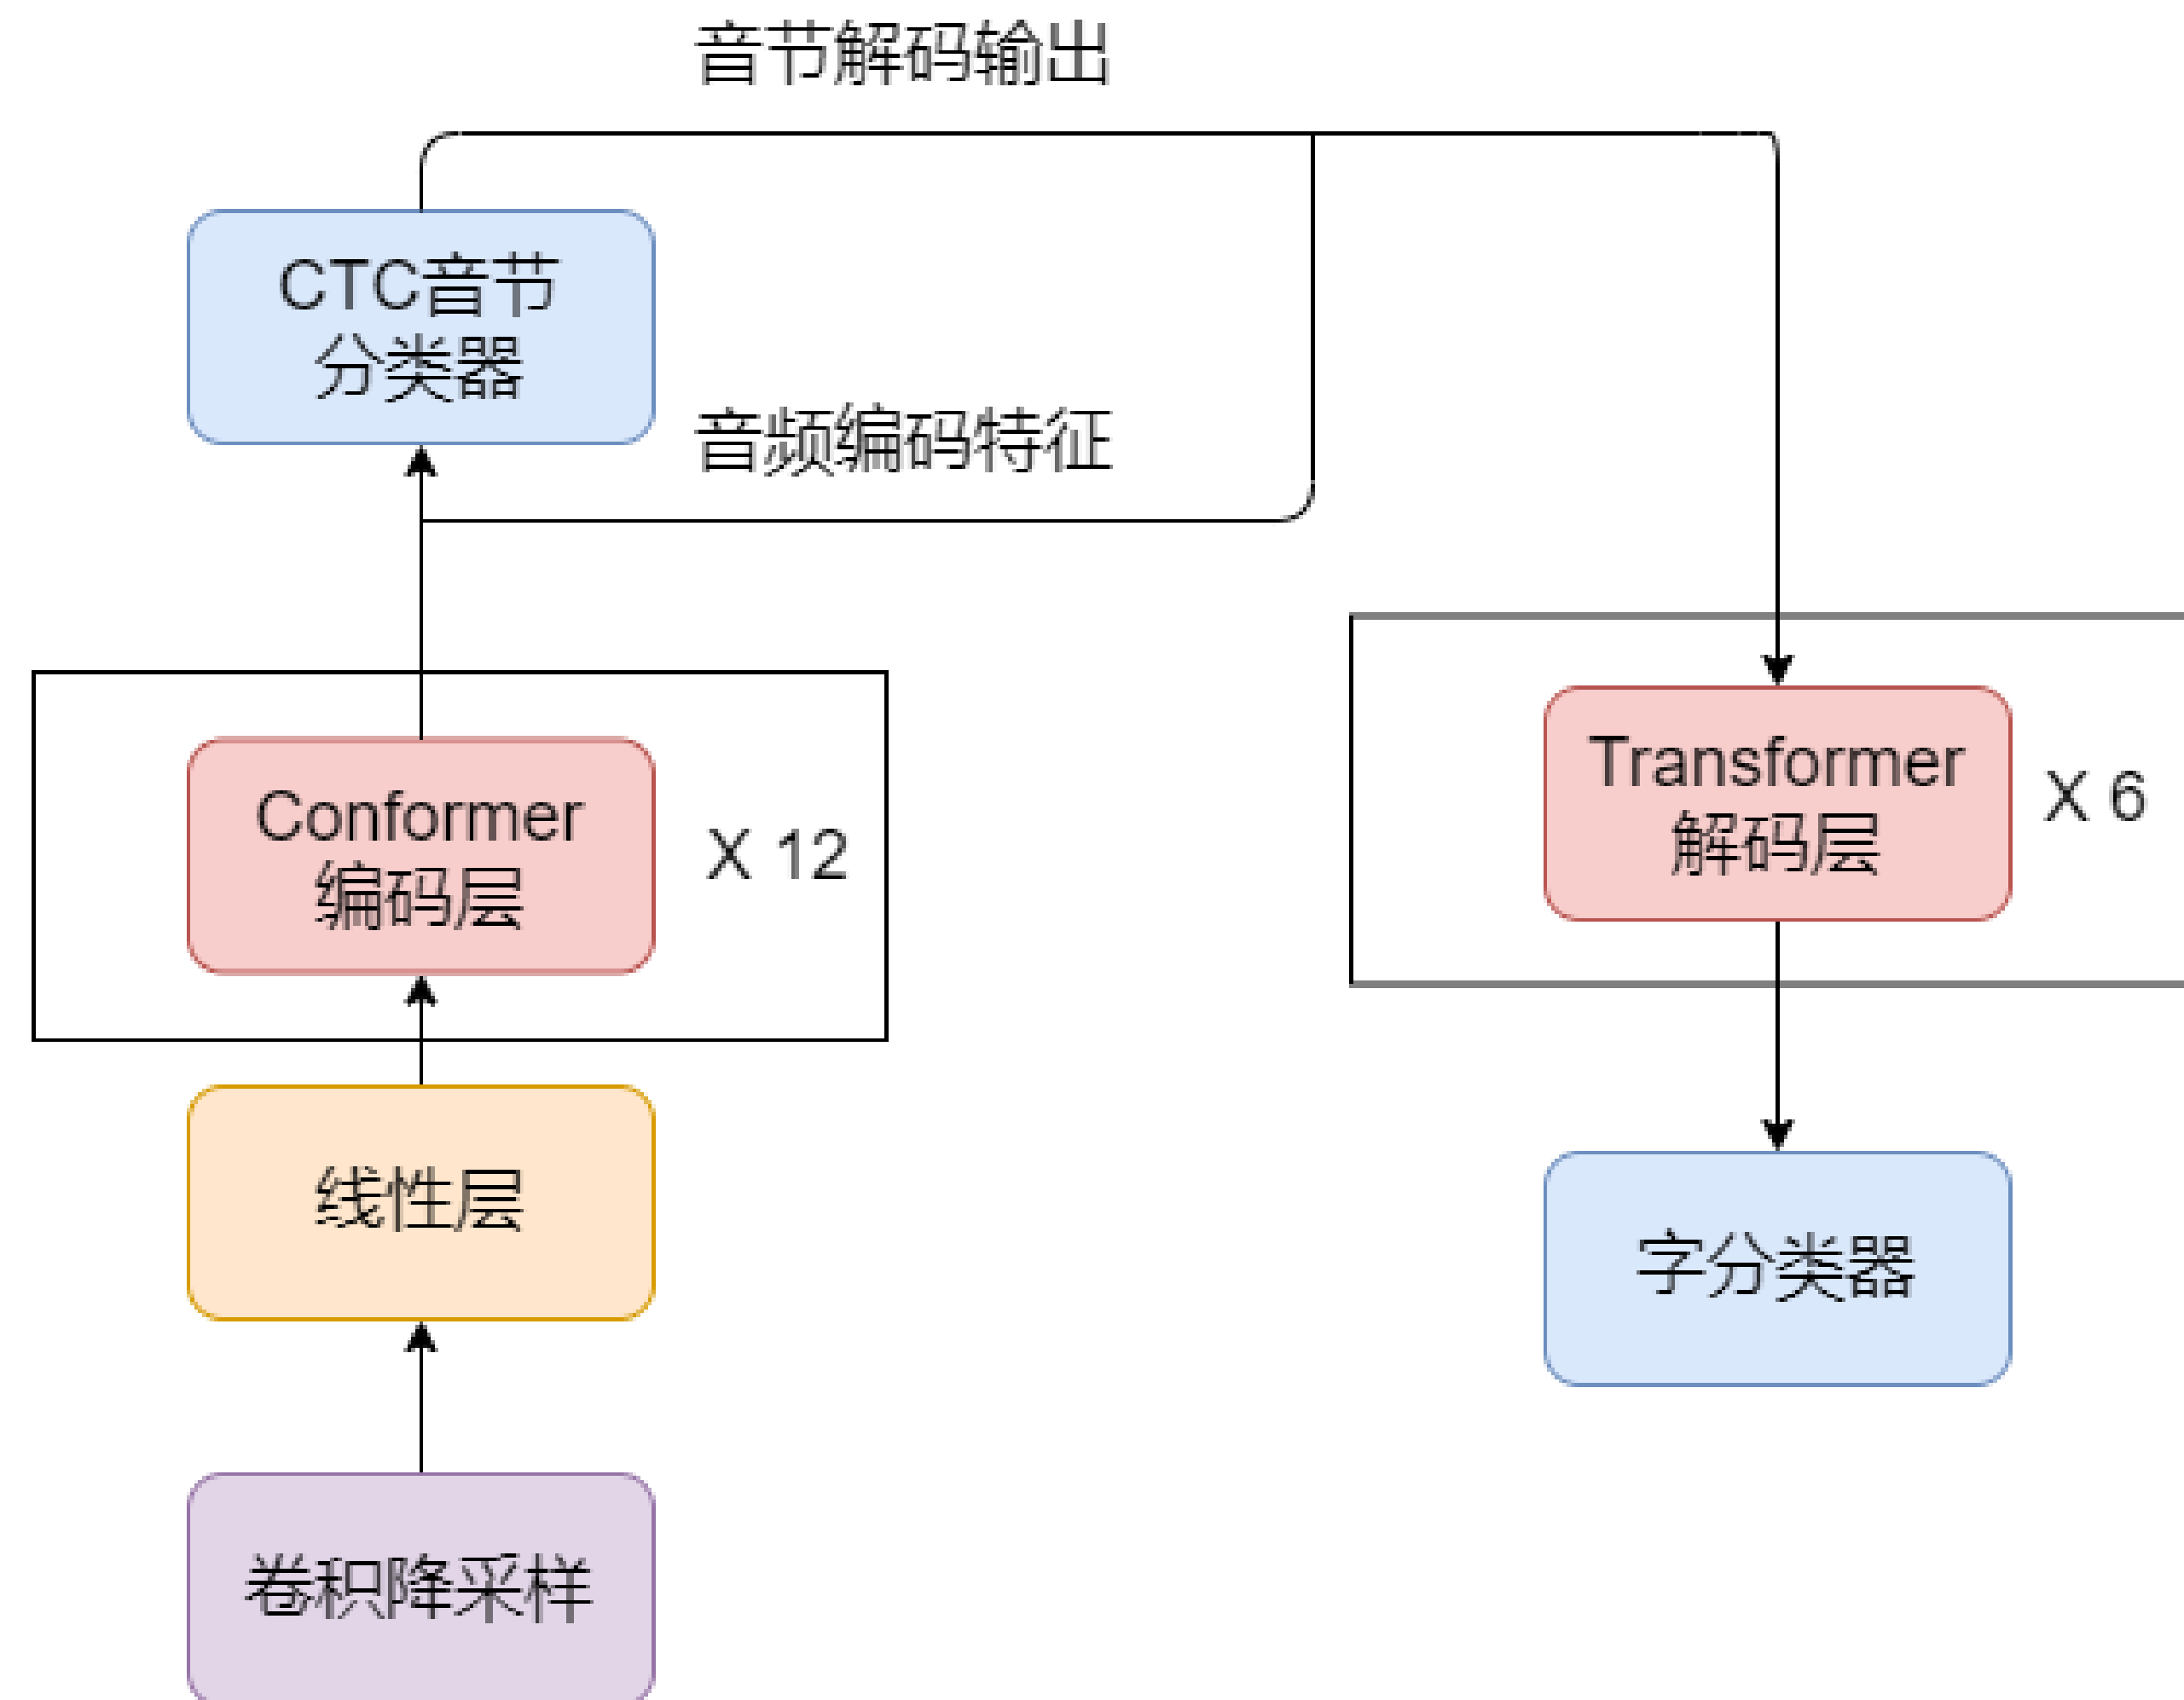 音节解码输出
CTC音节
分类器
音频编码特征
Conformer
编码层
X 12
Transformer
解码层
X 6
线性层
字分类器
卷积降采样